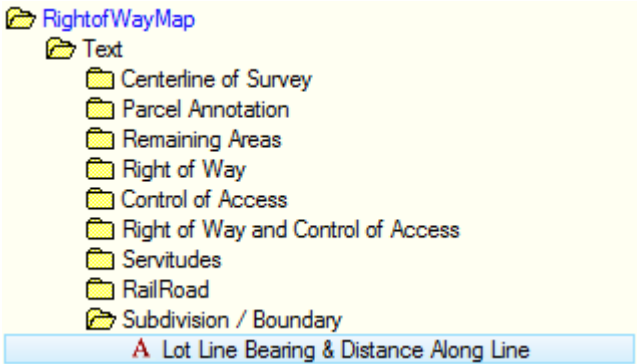 RightofWayMap
Text
Centerline of Survey
Parcel Annotation
Remaining Areas
Right of Way
Control of Access
Right of Way and Control of Access
Servitudes
RailRoad
Subdivision / Boundary
A Lot Line Bearing & Distance Along Line